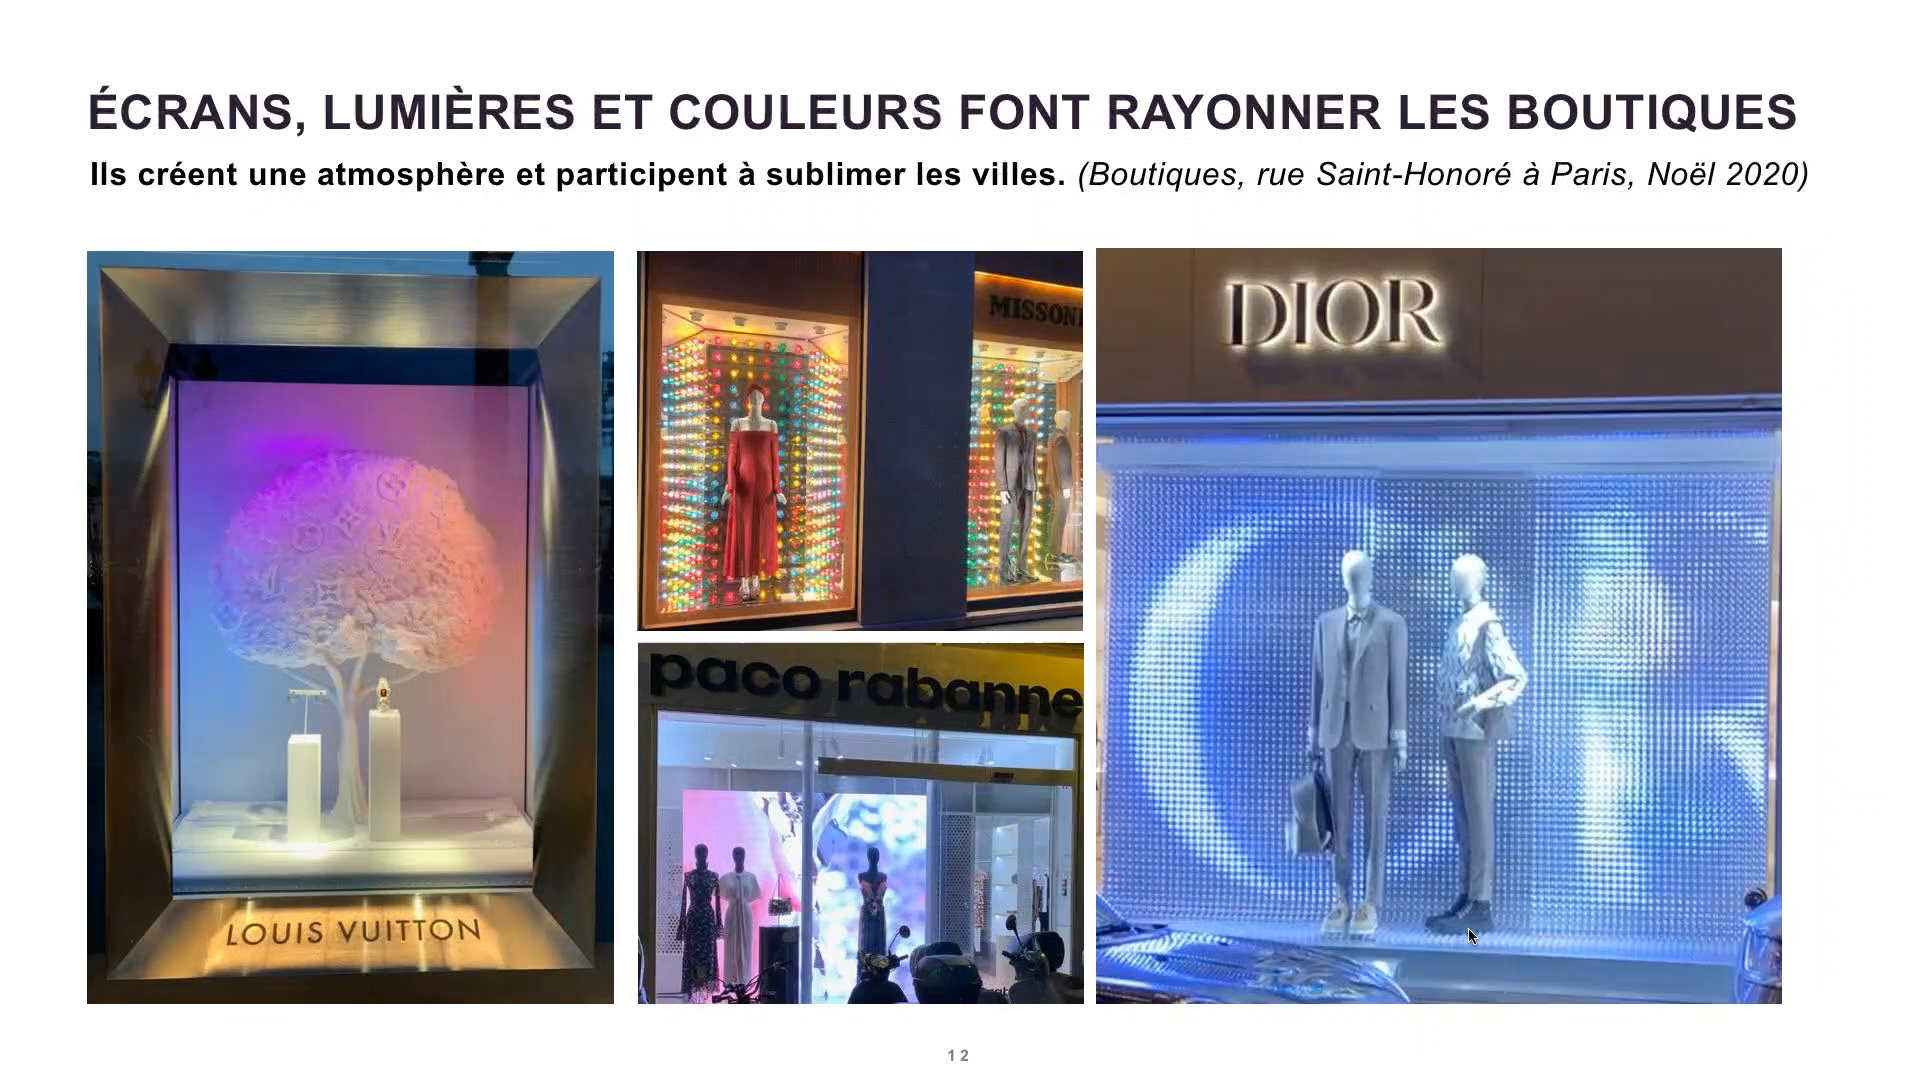 ÉCRANS, LUMIÈRES ET COULEURS FONT RAYONNER LES BOUTIQUES
Ils créent une atmosphère et participent à sublimer les villes. (Boutiques, rue Saint-Honoré à Paris, Noël 2020)
LOUIS VUITTON
MISSONI
paco rabanne
DIOR
12